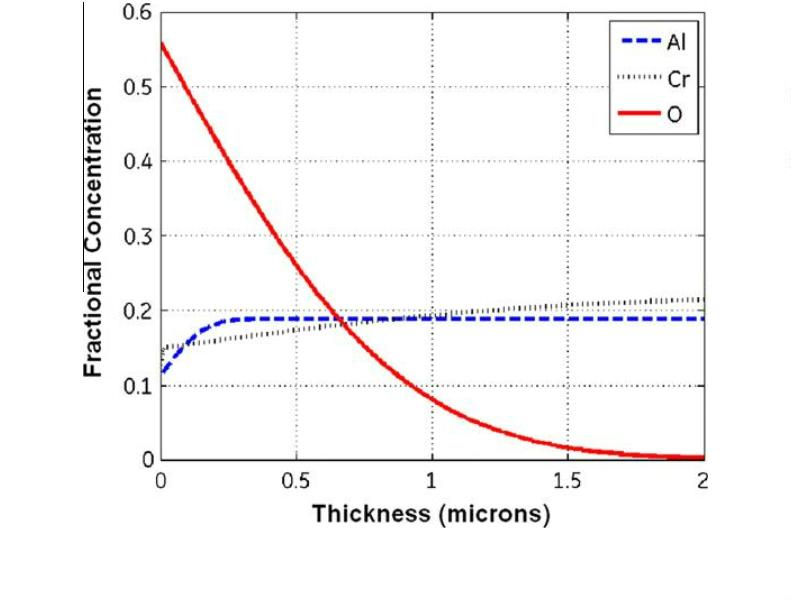 0.6
0.5
0.4
0.3
0.2
0.1
0
Fractional Concentration
Al
Cr
O
0 0.5 1 1.5 2
Thickness (microns)